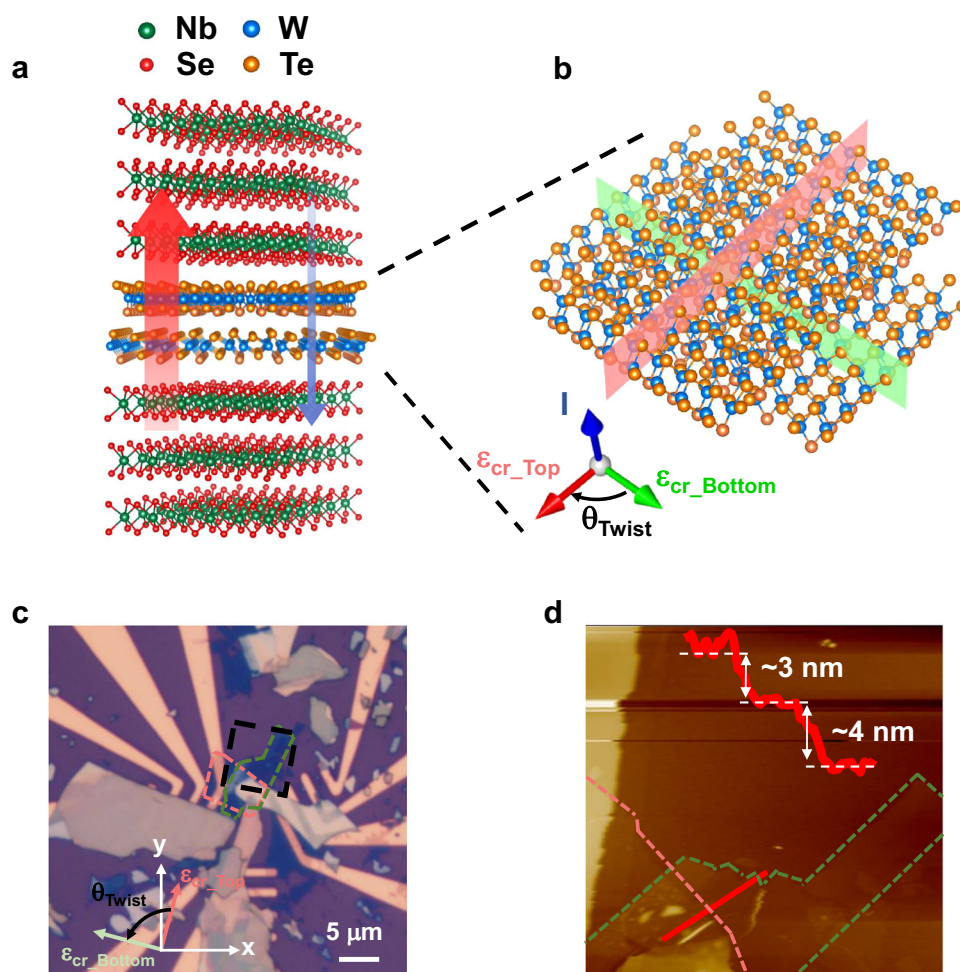 Nb W
Se Te
a
b
I
εcr_Top
εcr_Bottom
θTwist
c
d
y
εcr_Top
θTwist
x
εcr_Bottom
5 μm
~3 nm
~4 nm